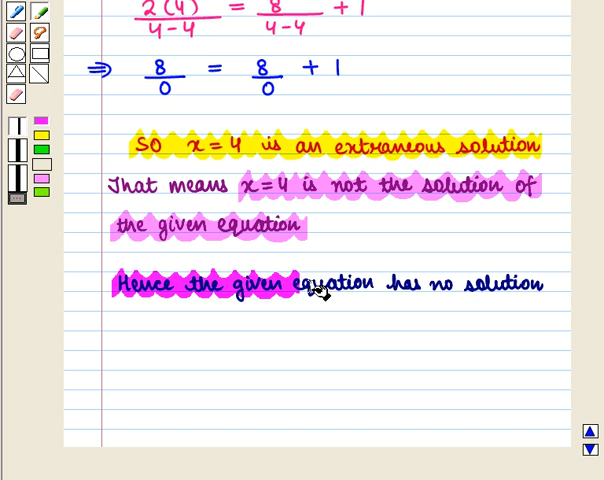 2(4)/4-4 = 8/4-4 + 1
⇒ 8/0 = 8/0 + 1
So x=4 is an extraneous solution
That means x=4 is not the solution of
the given equation
Hence the given equation has no solution